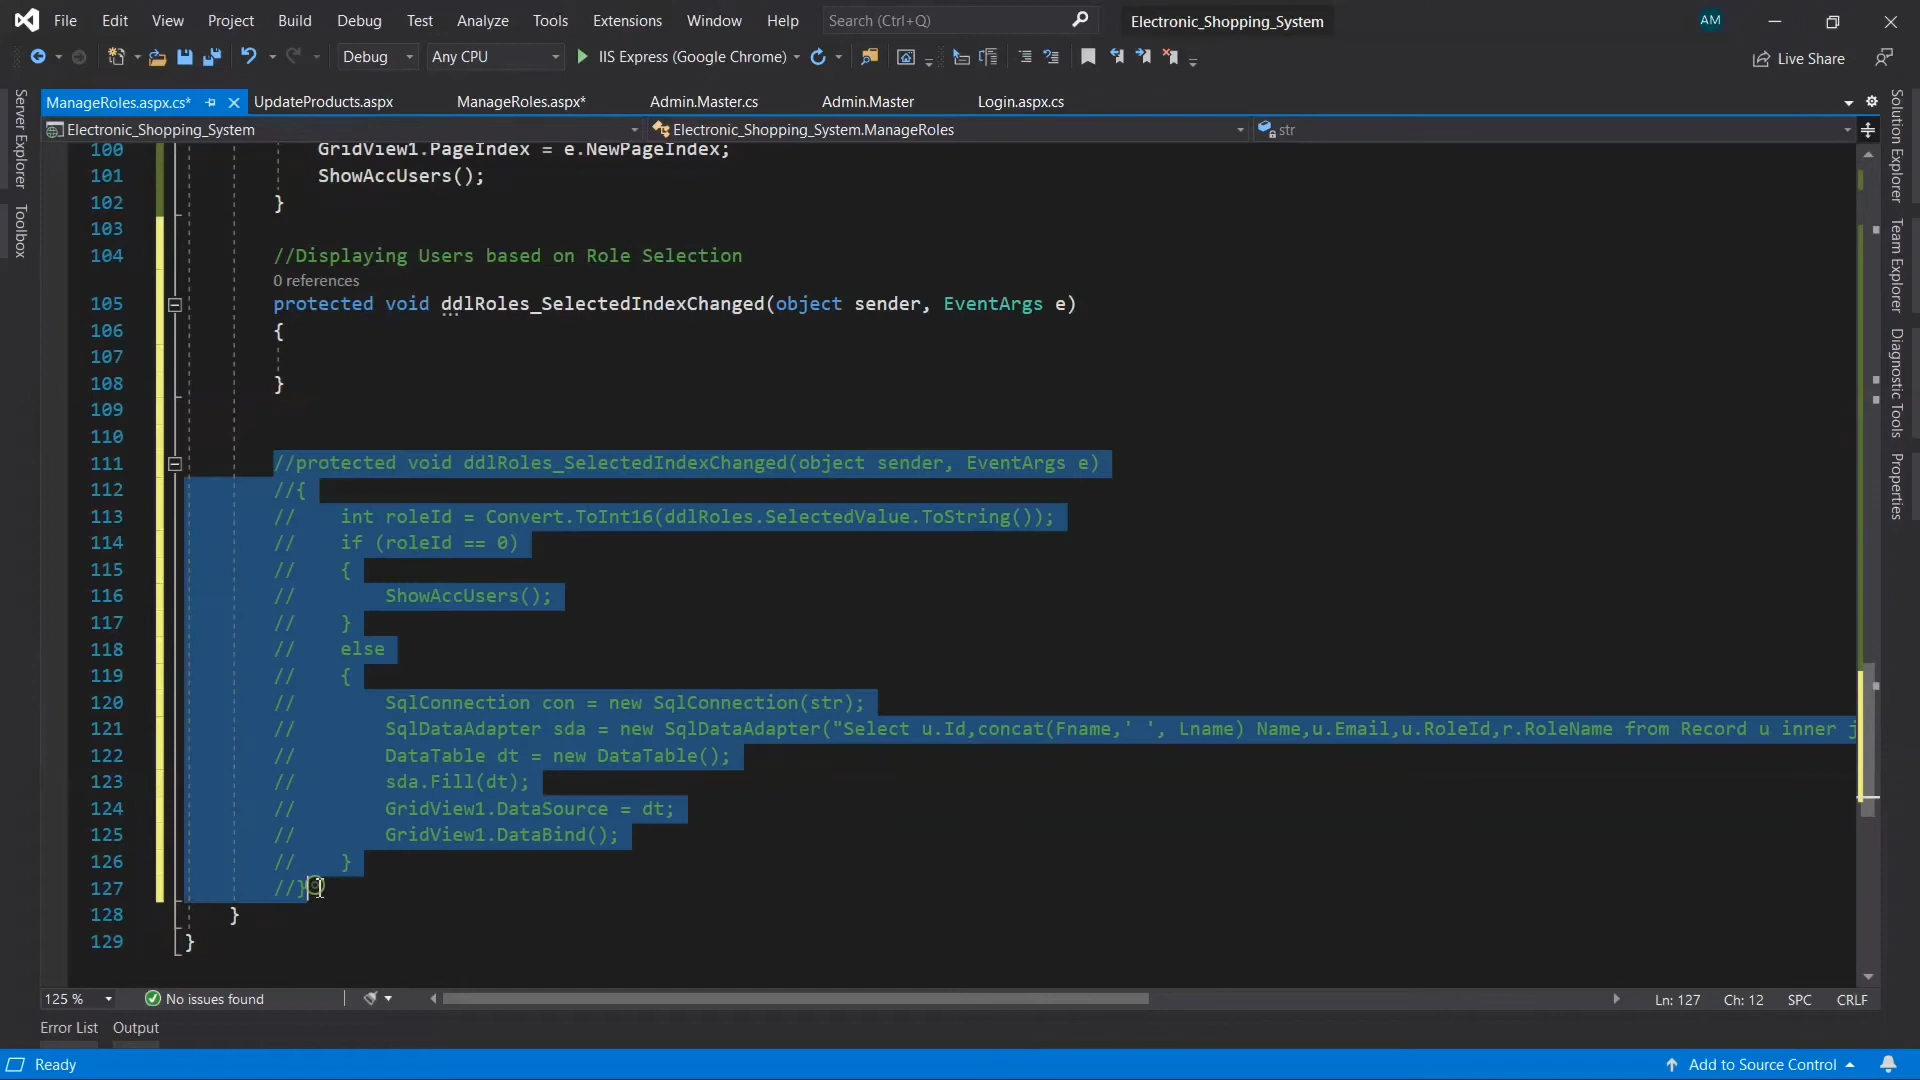 File Edit View Project Build Debug Test Analyze Tools Extensions Window Help Search (Ctrl+Q) Electronic_Shopping_System AM
Debug Any CPU IIS Express (Google Chrome) Live Share
ManageRoles.aspx.cs* UpdateProducts.aspx ManageRoles.aspx* Admin.Master.cs Admin.Master Login.aspx.cs
Electronic_Shopping_System Electronic_Shopping_System.ManageRoles str
Server Explorer
Toolbox
Solution Explorer
Team Explorer
Diagnostic Tools
Properties
100 GridView1.PageIndex = e.NewPageIndex;
101 ShowAccUsers();
102 }
103
104 //Displaying Users based on Role Selection
0 references
105 protected void ddlRoles_SelectedIndexChanged(object sender, EventArgs e)
106 {
107
108 }
109
110
111 //protected void ddlRoles_SelectedIndexChanged(object sender, EventArgs e)
112 //{
113 // int roleId = Convert.ToInt16(ddlRoles.SelectedValue.ToString());
114 // if (roleId == 0)
115 // {
116 // ShowAccUsers();
117 // }
118 // else
119 // {
120 // SqlConnection con = new SqlConnection(str);
121 // SqlDataAdapter sda = new SqlDataAdapter("Select u.Id,concat(Fname,' ', Lname) Name,u.Email,u.RoleId,r.RoleName from Record u inner j
122 // DataTable dt = new DataTable();
123 // sda.Fill(dt);
124 // GridView1.DataSource = dt;
125 // GridView1.DataBind();
126 // }
127 //}
128 }
129 }
125 % No issues found Ln: 127 Ch: 12 SPC CRLF
Error List Output
Ready Add to Source Control